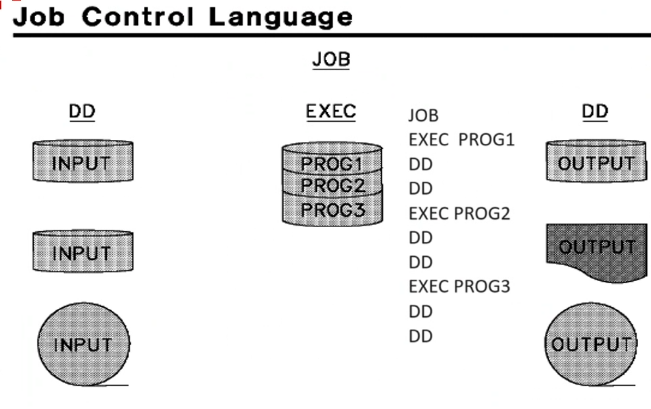 Job Control Language
JOB
DD
INPUT
INPUT
INPUT
EXEC
PROG1
PROG2
PROG3
JOB
EXEC PROG1
DD
DD
EXEC PROG2
DD
DD
EXEC PROG3
DD
DD
DD
OUTPUT
OUTPUT
OUTPUT